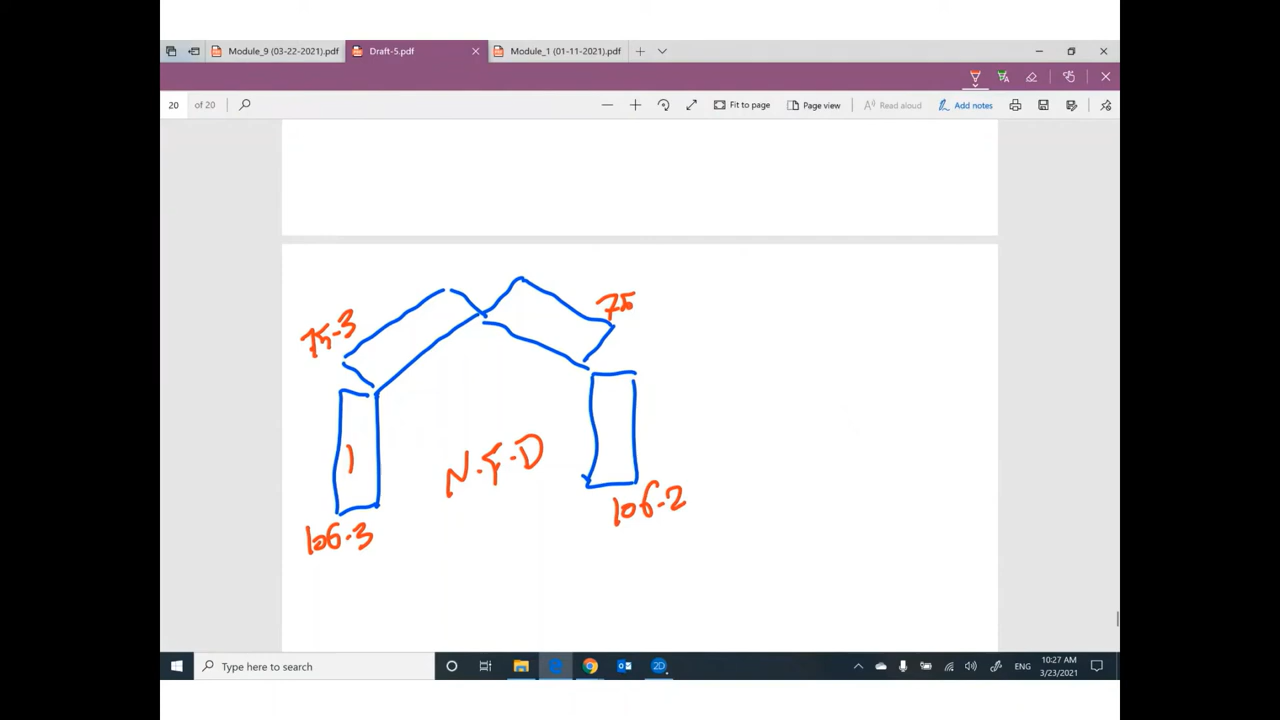 Module_9 (03-22-2021).pdf
Draft-5.pdf
Module_1 (01-11-2021).pdf
20 of 20
Fit to page
Page view
Read aloud
Add notes
75-3
75
1
N.F.D
106-3
106-2
Type here to search
ENG
10:27 AM
3/23/2021